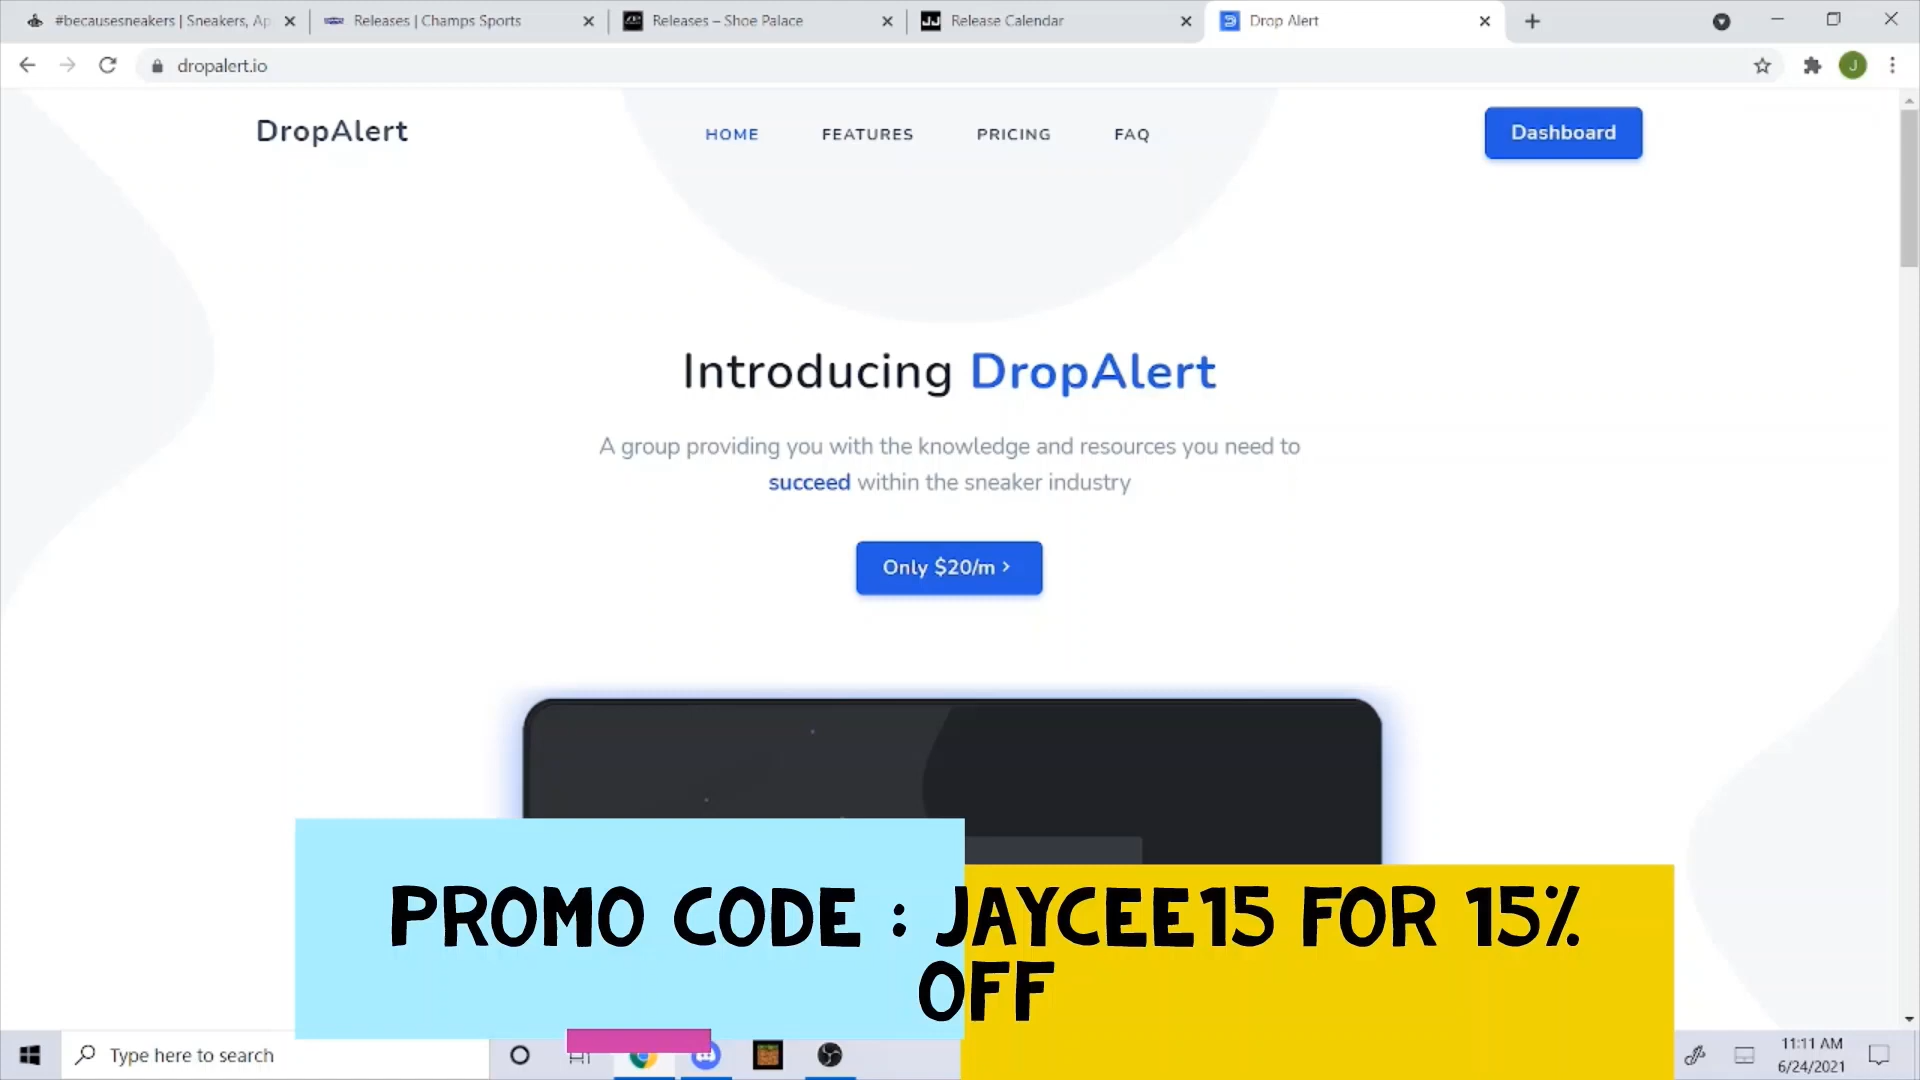 #becausesneakers | Sneakers, Ap
Releases | Champs Sports
Releases – Shoe Palace
JJ
Release Calendar
Drop Alert
dropalert.io
J
DropAlert
HOME
FEATURES
PRICING
FAQ
Dashboard
Introducing DropAlert
A group providing you with the knowledge and resources you need to
succeed within the sneaker industry
Only $20/m >
PROMO CODE : JAYCEE15 FOR 15%
OFF
Type here to search
11:11 AM
6/24/2021